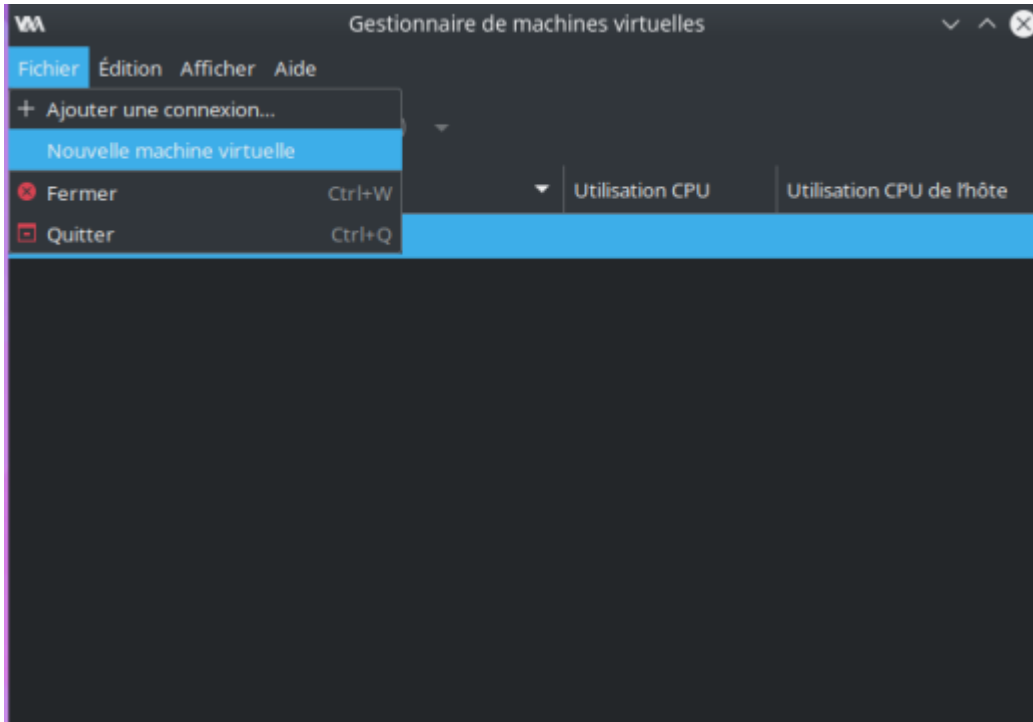 Gestionnaire de machines virtuelles
Fichier Édition Afficher Aide
Ajouter une connexion...
Nouvelle machine virtuelle
Fermer Ctrl+W
Utilisation CPU Utilisation CPU de l'hôte
Quitter Ctrl+Q